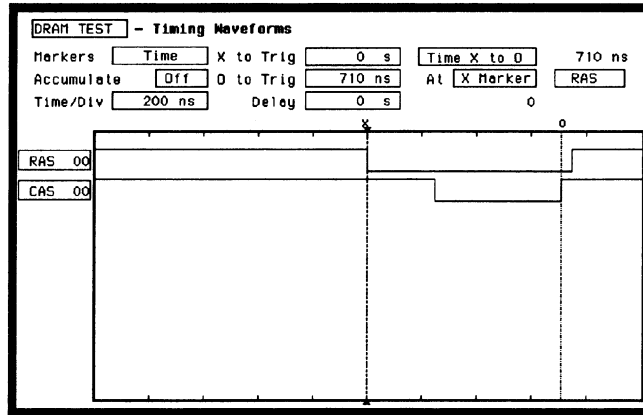 DRAM TEST - Timing Waveforms
Markers Time X to Trig 0 s Time X to O 710 ns
Accumulate Off O to Trig 710 ns At X Marker RAS
Time/Div 200 ns Delay 0 s 0
X O
RAS 00
CAS 00